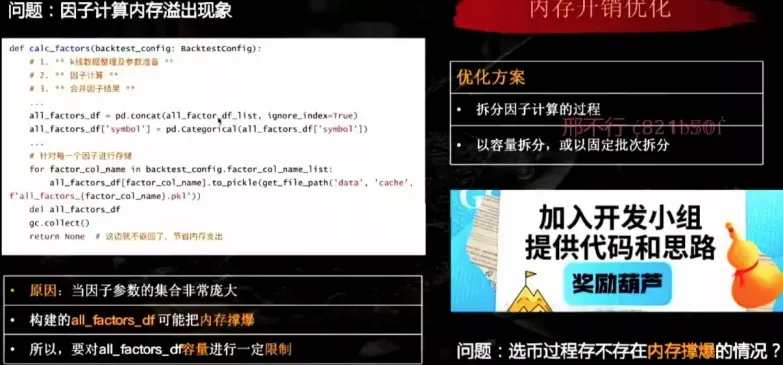 问题：因子计算内存溢出现象
def calc_factors(backtest_config: BacktestConfig):
# 1. ** k线数据整理及参数准备 **
# 2. ** 因子计算 **
# 3. ** 合并因子结果 **
...
all_factors_df = pd.concat(all_factor_df_list, ignore_index=True)
all_factors_df['symbol'] = pd.Categorical(all_factors_df['symbol'])
...
# 针对每一个因子进行存储
for factor_col_name in backtest_config.factor_col_name_list:
all_factors_df[factor_col_name].to_pickle(get_file_path('data', 'cache',
f'all_factors_{factor_col_name}.pkl'))
del all_factors_df
gc.collect()
return None # 这边就不返回了，节省内存支出
• 原因：当因子参数的集合非常庞大
• 构建的all_factors_df 可能把内存撑爆
• 所以，要对all_factors_df容量进行一定限制
内存开销优化
优化方案
• 拆分因子计算的过程
• 以容量拆分，或以固定批次拆分
邢不行
加入开发小组
提供代码和思路
奖励葫芦
问题：选币过程存不存在内存撑爆的情况？